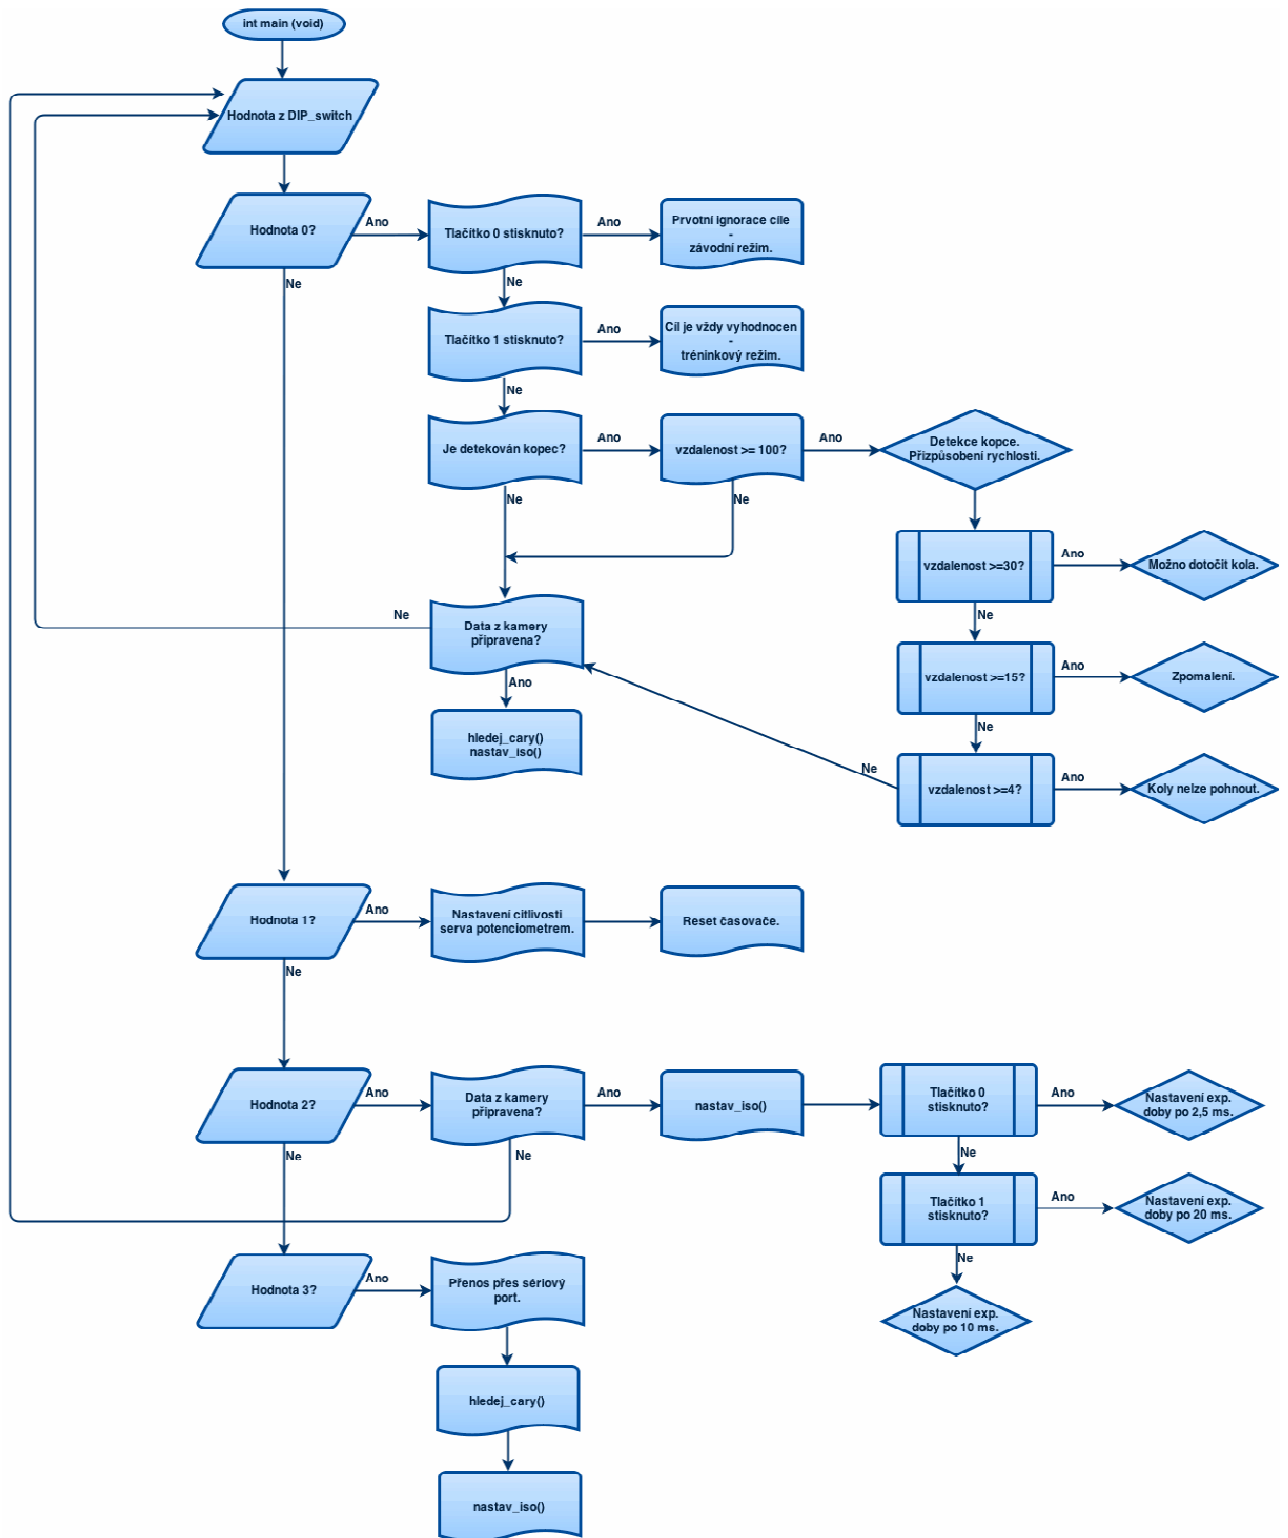 int main (void)
Hodnota z DIP_switch
Hodnota 0?
Ano
Tlačítko 0 stisknuto?
Ano
Prvotní ignorace cíle
-
závodní režim.
Ne
Ne
Tlačítko 1 stisknuto?
Ano
Cíl je vždy vyhodnocen
-
tréninkový režim.
Ne
Je detekován kopec?
Ano
vzdalenost >= 100?
Ano
Detekce kopce.
Přizpůsobení rychlosti.
Ne
Ne
vzdalenost >=30?
Ano
Možno dotočit kola.
Ne
Ne
Data z kamery
připravena?
Ano
vzdalenost >=15?
Ano
Zpomalení.
Ne
hledej_cary()
nastav_iso()
Ne
vzdalenost >=4?
Ano
Koly nelze pohnout.
Hodnota 1?
Ano
Nastavení citlivosti
serva potenciometrem.
Reset časovače.
Ne
Hodnota 2?
Ano
Data z kamery
připravena?
Ano
nastav_iso()
Tlačítko 0
stisknuto?
Ano
Nastavení exp.
doby po 2,5 ms.
Ne
Ne
Ne
Tlačítko 1
stisknuto?
Ano
Nastavení exp.
doby po 20 ms.
Ne
Nastavení exp.
doby po 10 ms.
Hodnota 3?
Ano
Přenos přes sériový
port.
hledej_cary()
nastav_iso()